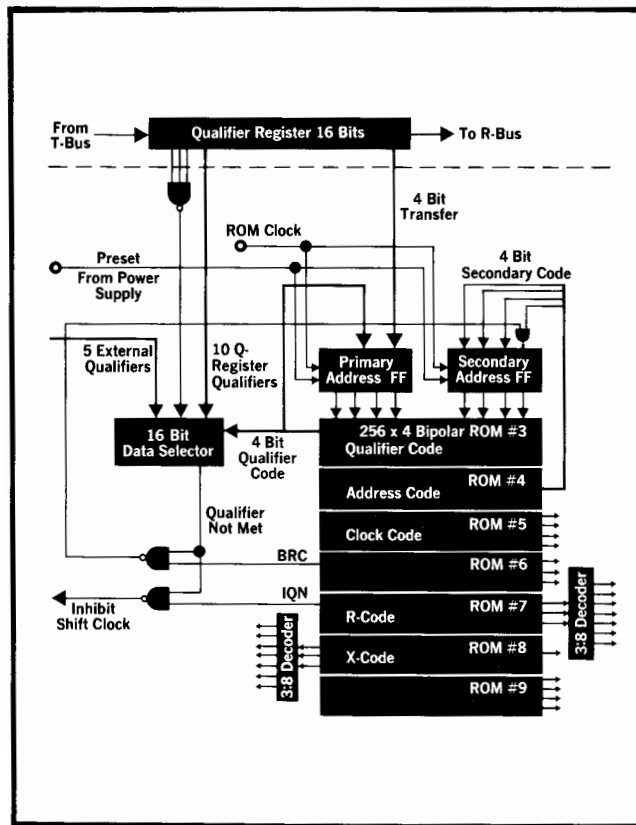 From
T-Bus
Qualifier Register 16 Bits
To R-Bus
4 Bit
Transfer
ROM Clock
Preset
From Power
Supply
4 Bit
Secondary Code
5 External
Qualifiers
10 Q-
Register
Qualifiers
Primary
Address FF
Secondary
Address FF
16 Bit
Data Selector
4 Bit
Qualifier
Code
256 x 4 Bipolar ROM #3
Qualifier Code
ROM #4
Address Code
Qualifier
Not Met
ROM #5
Clock Code
BRC
ROM #6
IQN
Inhibit
Shift Clock
ROM #7
R-Code
3:8 Decoder
3:8 Decoder
ROM #8
X-Code
ROM #9